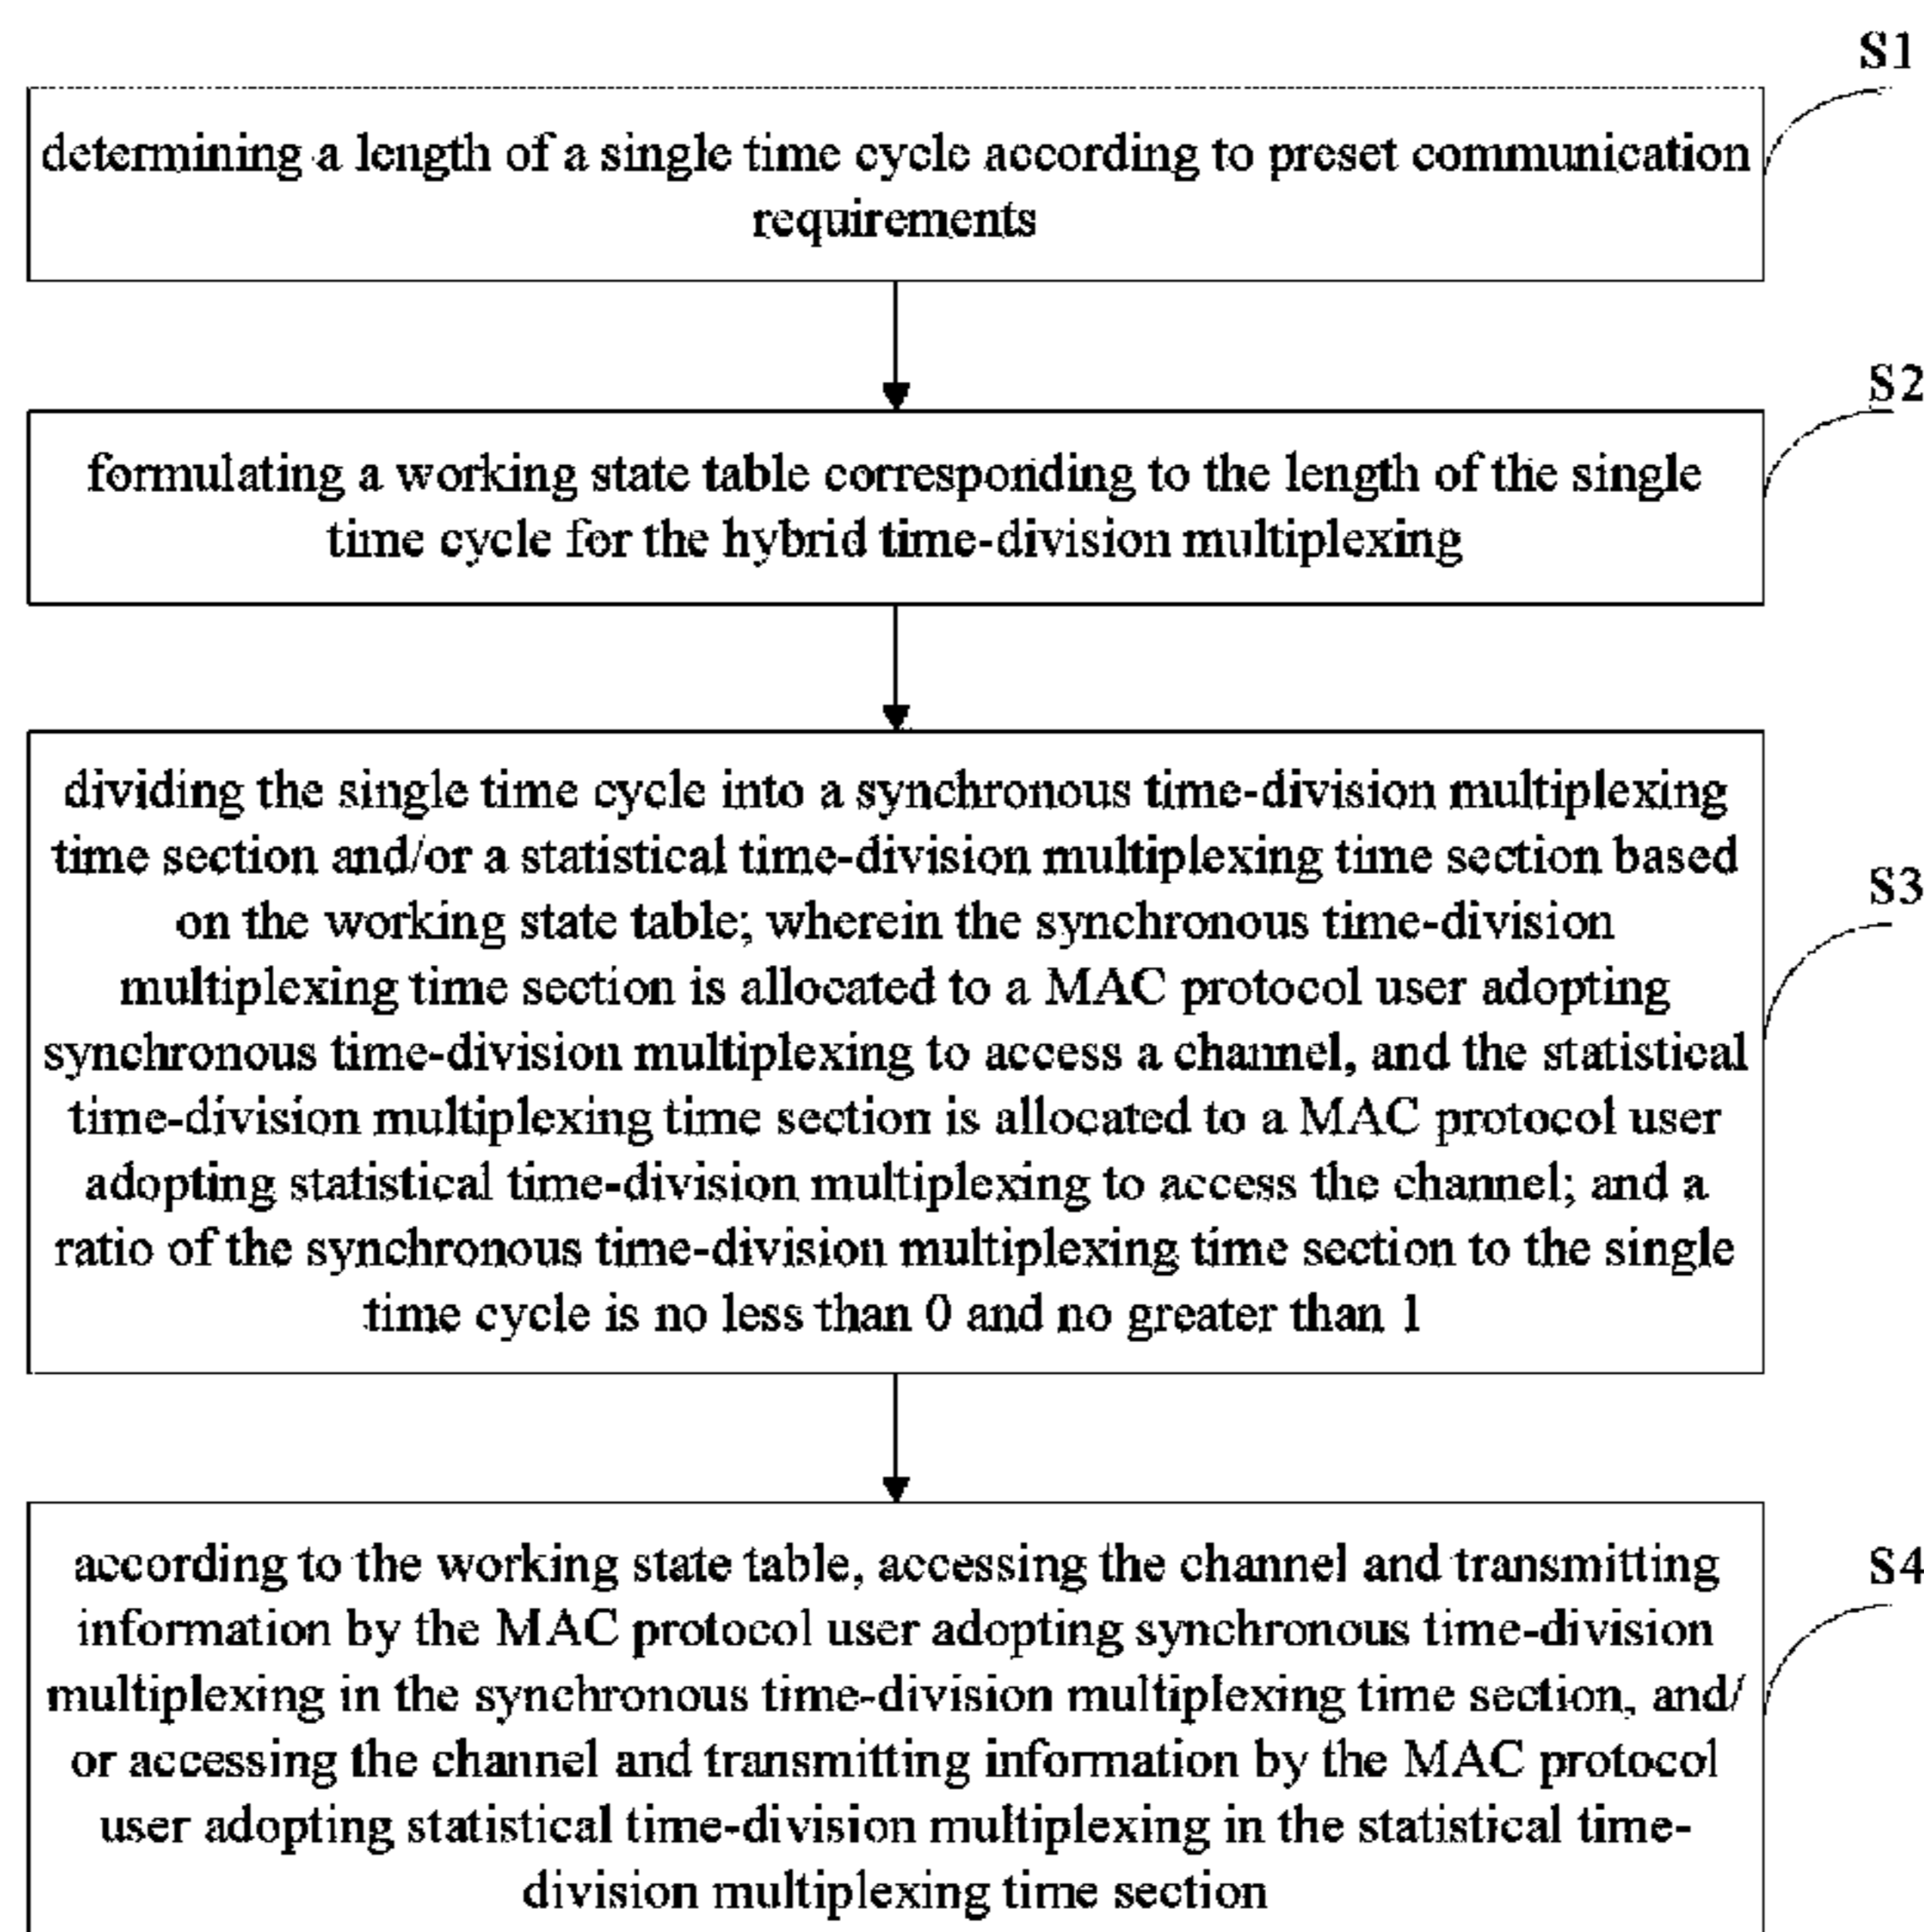 S1
determining a length of a single time cycle according to preset communication
requirements
S2
formulating a working state table corresponding to the length of the single
time cycle for the hybrid time-division multiplexing
dividing the single time cycle into a synchronous time-division multiplexing
time section and/or a statistical time-division multiplexing time section based
S3
on the working state table; wherein the synchronous time-division
multiplexing time section is allocated to a MAC protocol user adopting
synchronous time-division multiplexing to access a channel, and the statistical
time-division multiplexing time section is allocated to a MAC protocol user
adopting statistical time-division multiplexing to access the channel; and a
ratio of the synchronous time-division multiplexing time section to the single
time cycle is no less than 0 and no greater than 1
S4
according to the working state table, accessing the channel and transmitting
information by the MAC protocol user adopting synchronous time-division
multiplexing in the synchronous time-division multiplexing time section, and/
or accessing the channel and transmitting information by the MAC protocol
user adopting statistical time-division multiplexing in the statistical time-
division multiplexing time section